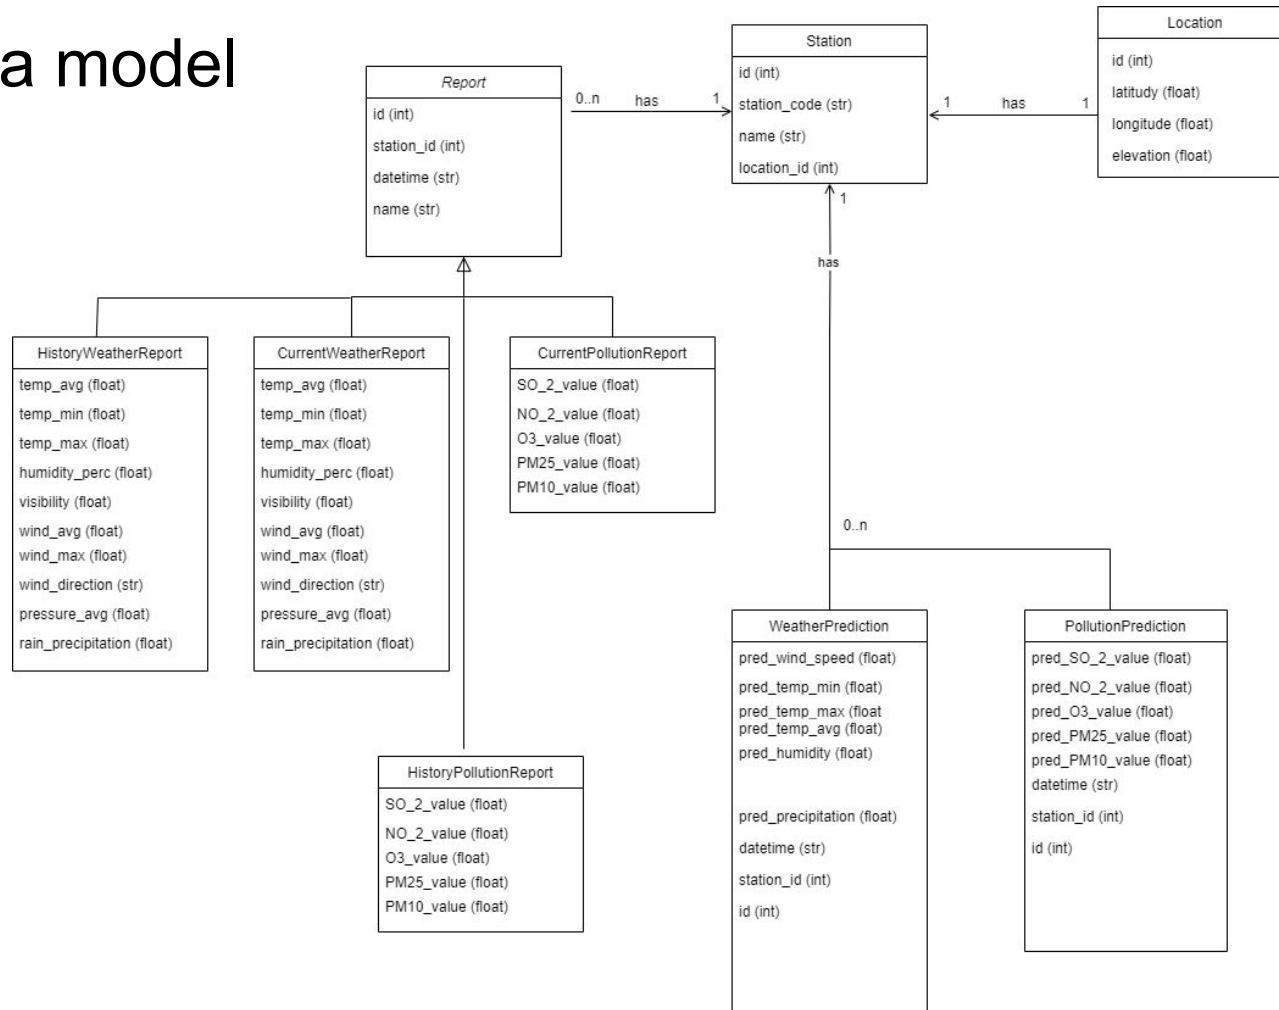 a model
Report
id (int)
station_id (int)
datetime (str)
name (str)
0..n has 1
Station
id (int)
station_code (str)
name (str)
location_id (int)
1 has 1
Location
id (int)
latitudy (float)
longitude (float)
elevation (float)
1
has
0..n
HistoryWeatherReport
temp_avg (float)
temp_min (float)
temp_max (float)
humidity_perc (float)
visibility (float)
wind_avg (float)
wind_max (float)
wind_direction (str)
pressure_avg (float)
rain_precipitation (float)
CurrentWeatherReport
temp_avg (float)
temp_min (float)
temp_max (float)
humidity_perc (float)
visibility (float)
wind_avg (float)
wind_max (float)
wind_direction (str)
pressure_avg (float)
rain_precipitation (float)
CurrentPollutionReport
SO_2_value (float)
NO_2_value (float)
O3_value (float)
PM25_value (float)
PM10_value (float)
HistoryPollutionReport
SO_2_value (float)
NO_2_value (float)
O3_value (float)
PM25_value (float)
PM10_value (float)
WeatherPrediction
pred_wind_speed (float)
pred_temp_min (float)
pred_temp_max (float
pred_temp_avg (float)
pred_humidity (float)
pred_precipitation (float)
datetime (str)
station_id (int)
id (int)
PollutionPrediction
pred_SO_2_value (float)
pred_NO_2_value (float)
pred_O3_value (float)
pred_PM25_value (float)
pred_PM10_value (float)
datetime (str)
station_id (int)
id (int)